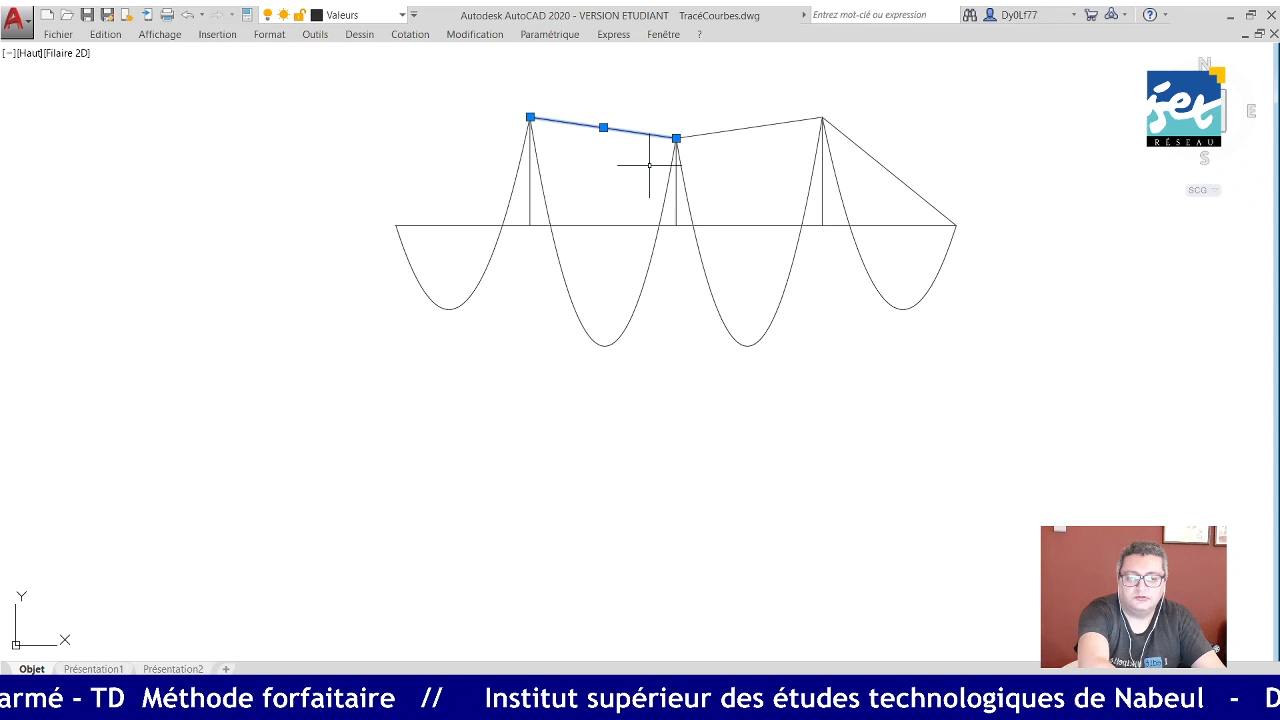 Valeurs
Autodesk AutoCAD 2020 - VERSION ETUDIANT TracéCourbes.dwg
Entrez mot-clé ou expression
Dy0Lf77
Fichier Edition Affichage Insertion Format Outils Dessin Cotation Modification Paramétrique Express Fenêtre ?
[−][Haut][Filaire 2D]
N
E
S
iset
RÉSEAU
SCG
Y
X
Objet Présentation1 Présentation2 +
armé - TD Méthode forfaitaire // Institut supérieur des études technologiques de Nabeul - D